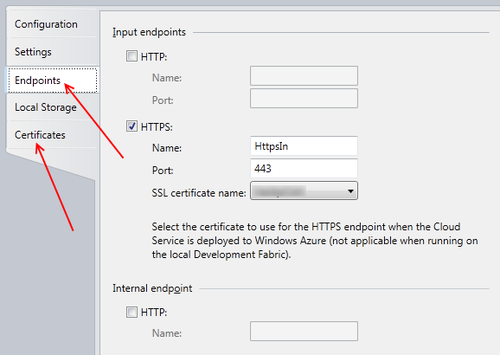 Configuration
Settings
Endpoints
Local Storage
Certificates
Input endpoints
HTTP:
Name:
Port:
HTTPS:
Name:
HttpsIn
Port:
443
SSL certificate name:
Select the certificate to use for the HTTPS endpoint when the Cloud
Service is deployed to Windows Azure (not applicable when running on
the local Development Fabric).
Internal endpoint
HTTP:
Name: